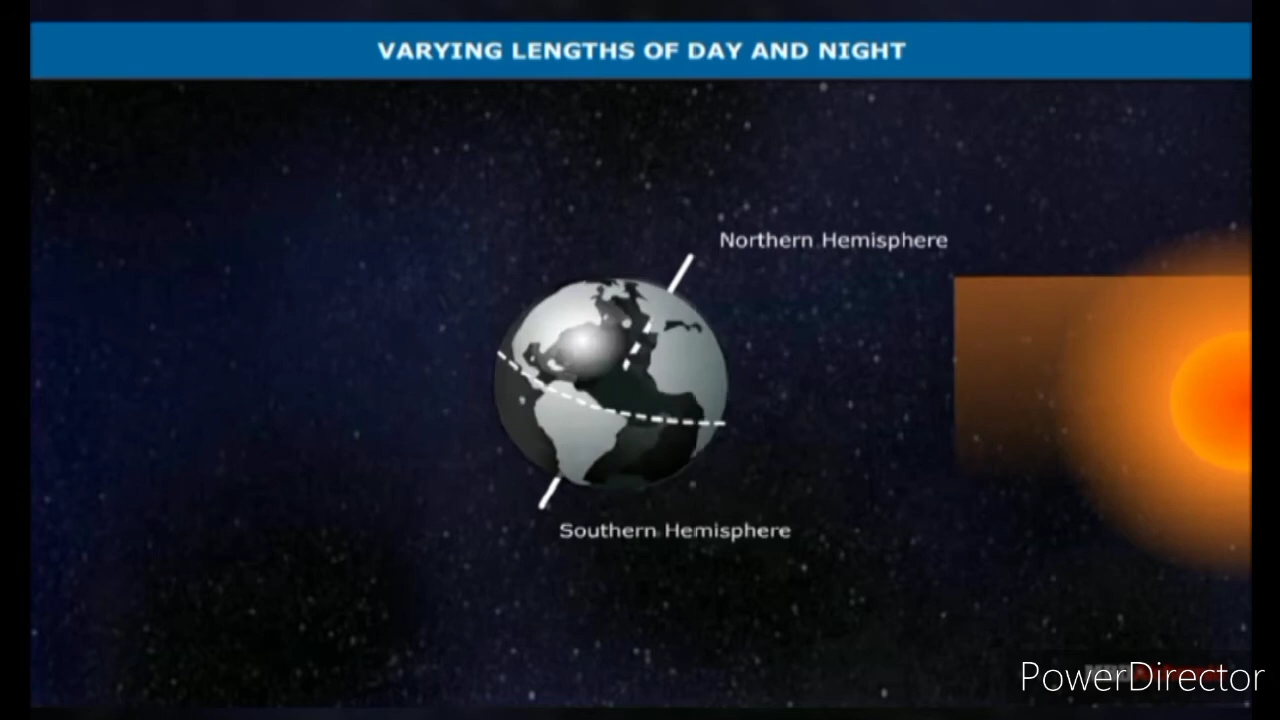 VARYING LENGTHS OF DAY AND NIGHT
Northern Hemisphere
Southern Hemisphere
PowerDirector